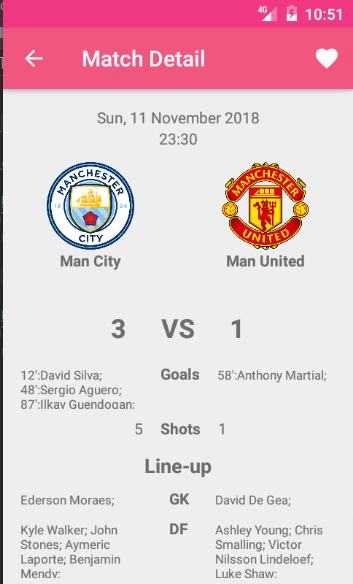 4G 10:51
Match Detail
Sun, 11 November 2018
23:30
MANCHESTER
18 94
CITY
MANCHESTER
UNITED
Man City Man United
3 VS 1
Goals
12':David Silva;
48':Sergio Aguero;
87':Ilkay Guendogan;
58':Anthony Martial;
5 Shots 1
Line-up
Ederson Moraes; GK David De Gea;
DF
Kyle Walker; John
Stones; Aymeric
Laporte; Benjamin
Mendy;
Ashley Young; Chris
Smalling; Victor
Nilsson Lindeloef;
Luke Shaw;